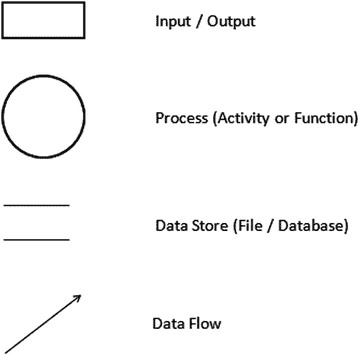 Input / Output
Process (Activity or Function)
Data Store (File / Database)
Data Flow